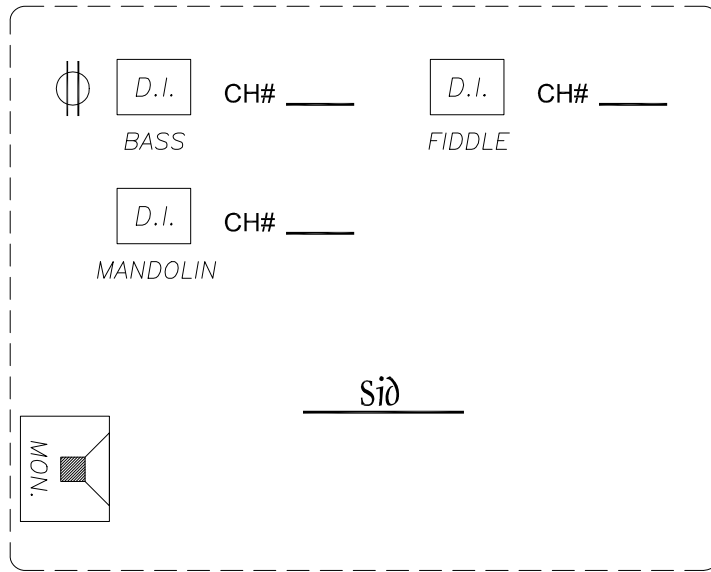 D.I. CH# ____ D.I. CH# ____
BASS FIDDLE
D.I. CH# ____
MANDOLIN
Sid
MON.